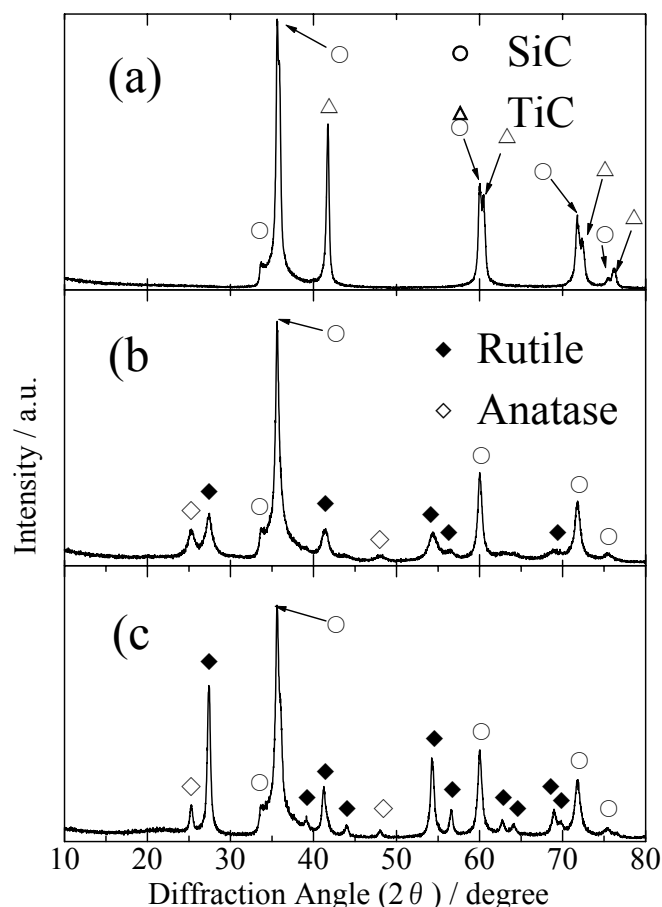 (a)
SiC
TiC
(b
Rutile
Anatase
(c
Intensity / a.u.
10 20 30 40 50 60 70 80
Diffraction Angle (2θ) / degree